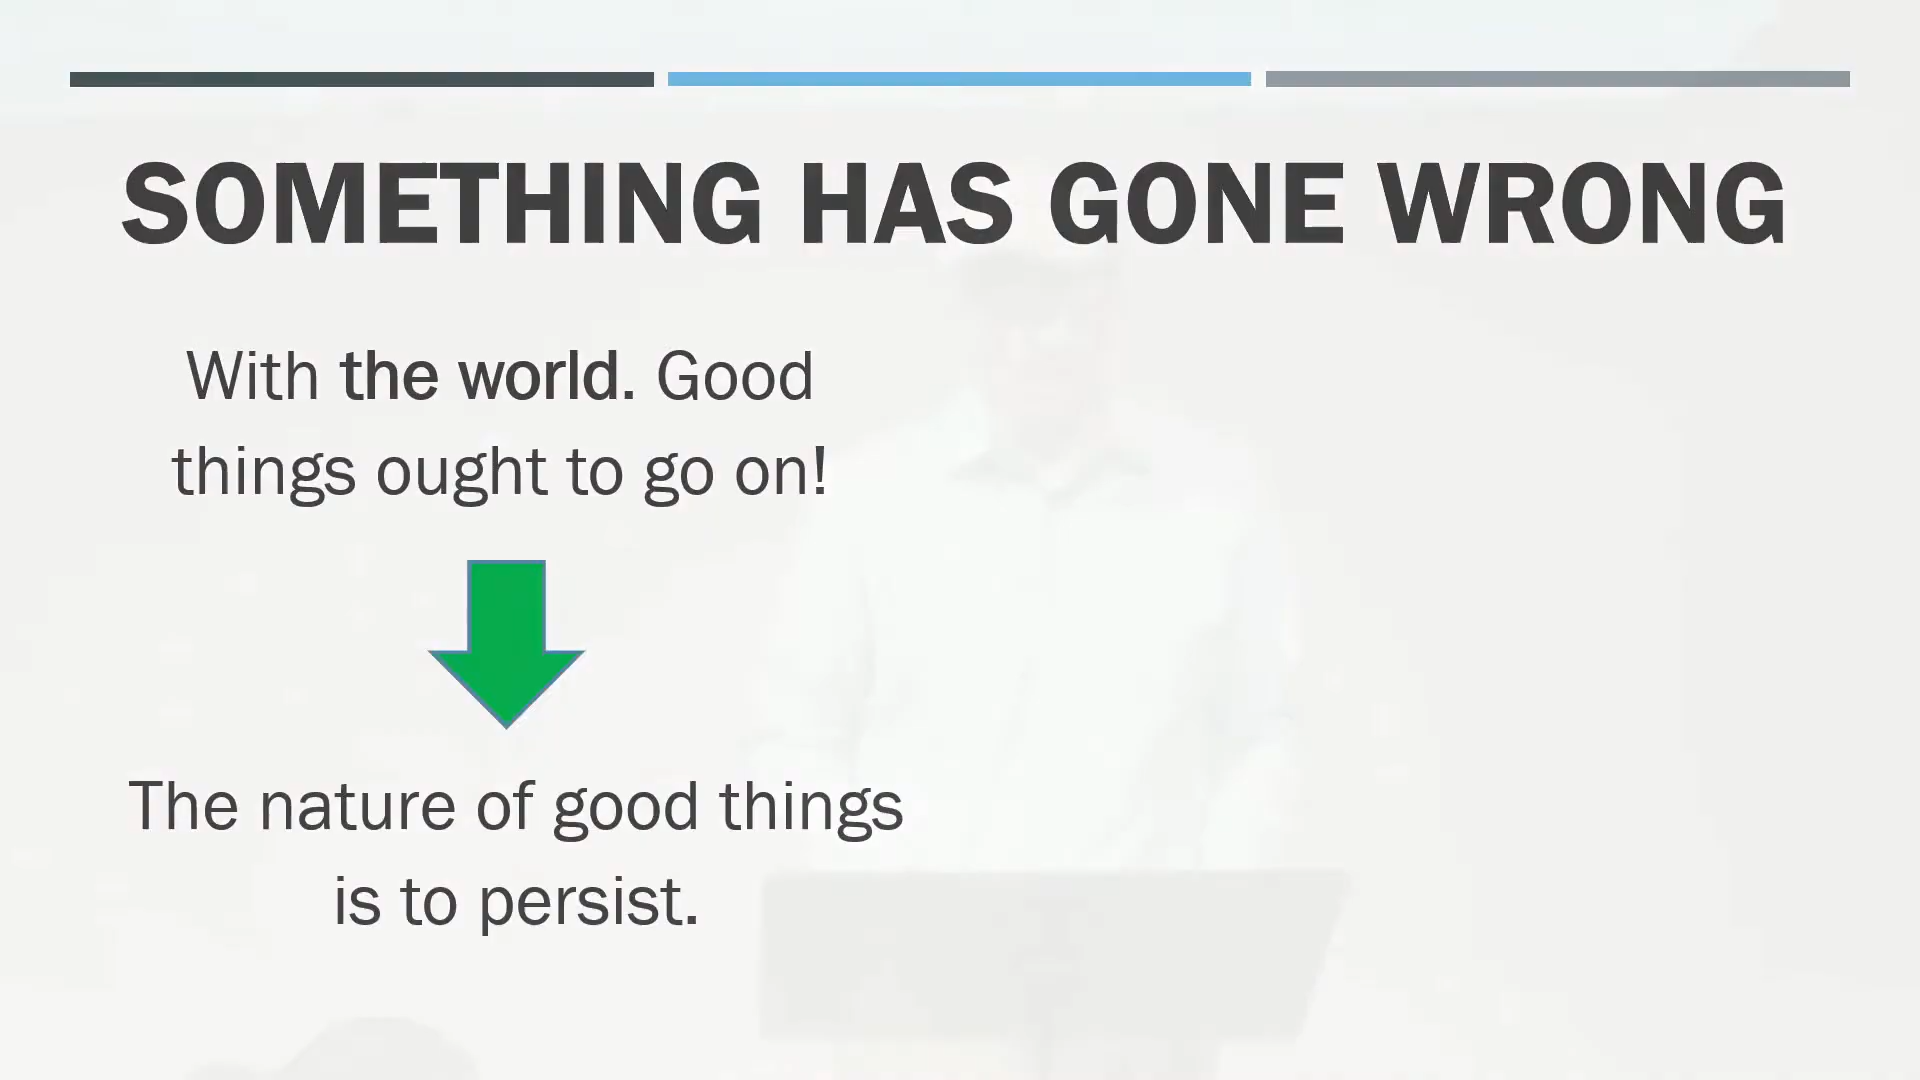 SOMETHING HAS GONE WRONG
With the world. Good
things ought to go on!
The nature of good things
is to persist.